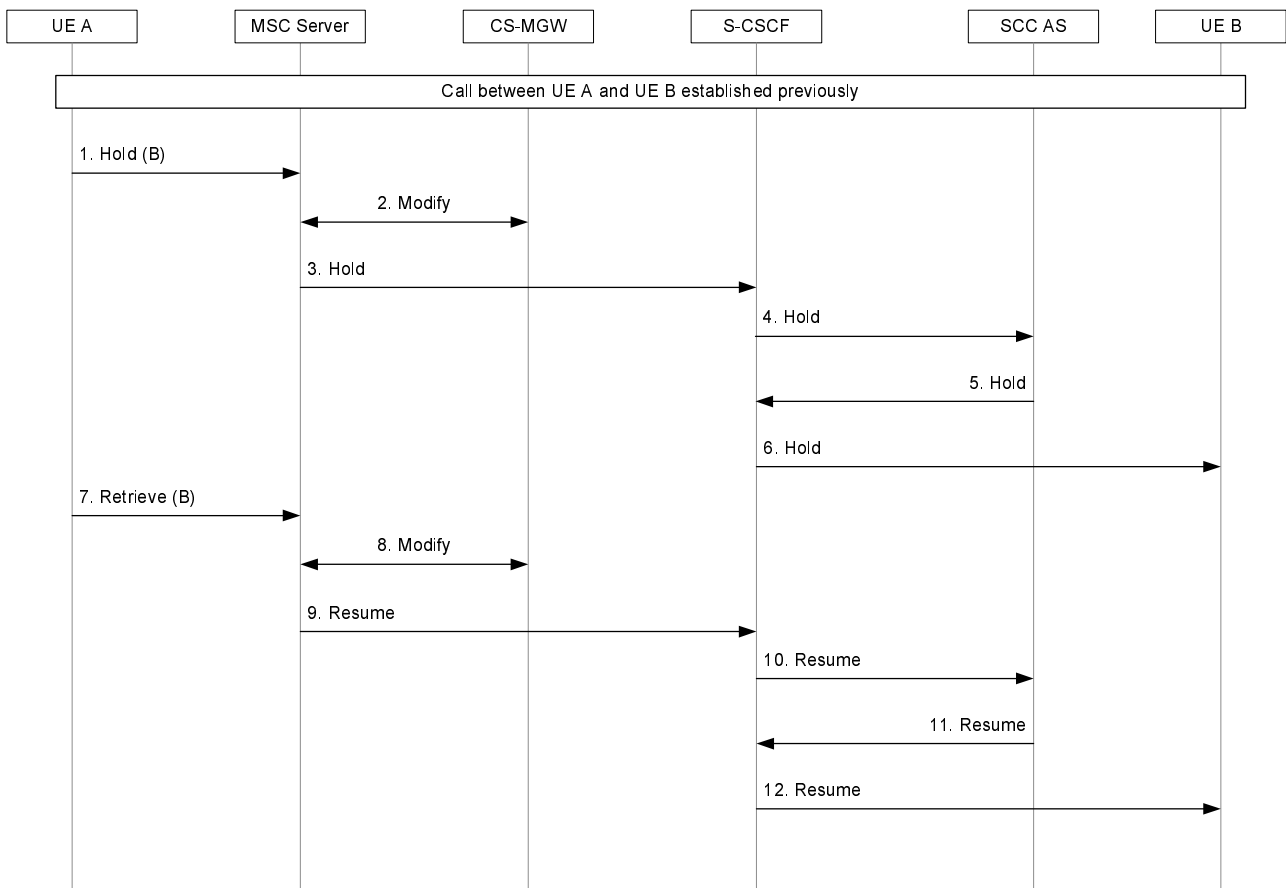 UE A
MSC Server
CS-MGW
S-CSCF
SCC AS
UE B
Call between UE A and UE B established previously
1. Hold (B)
2. Modify
3. Hold
4. Hold
5. Hold
6. Hold
7. Retrieve (B)
8. Modify
9. Resume
10. Resume
11. Resume
12. Resume